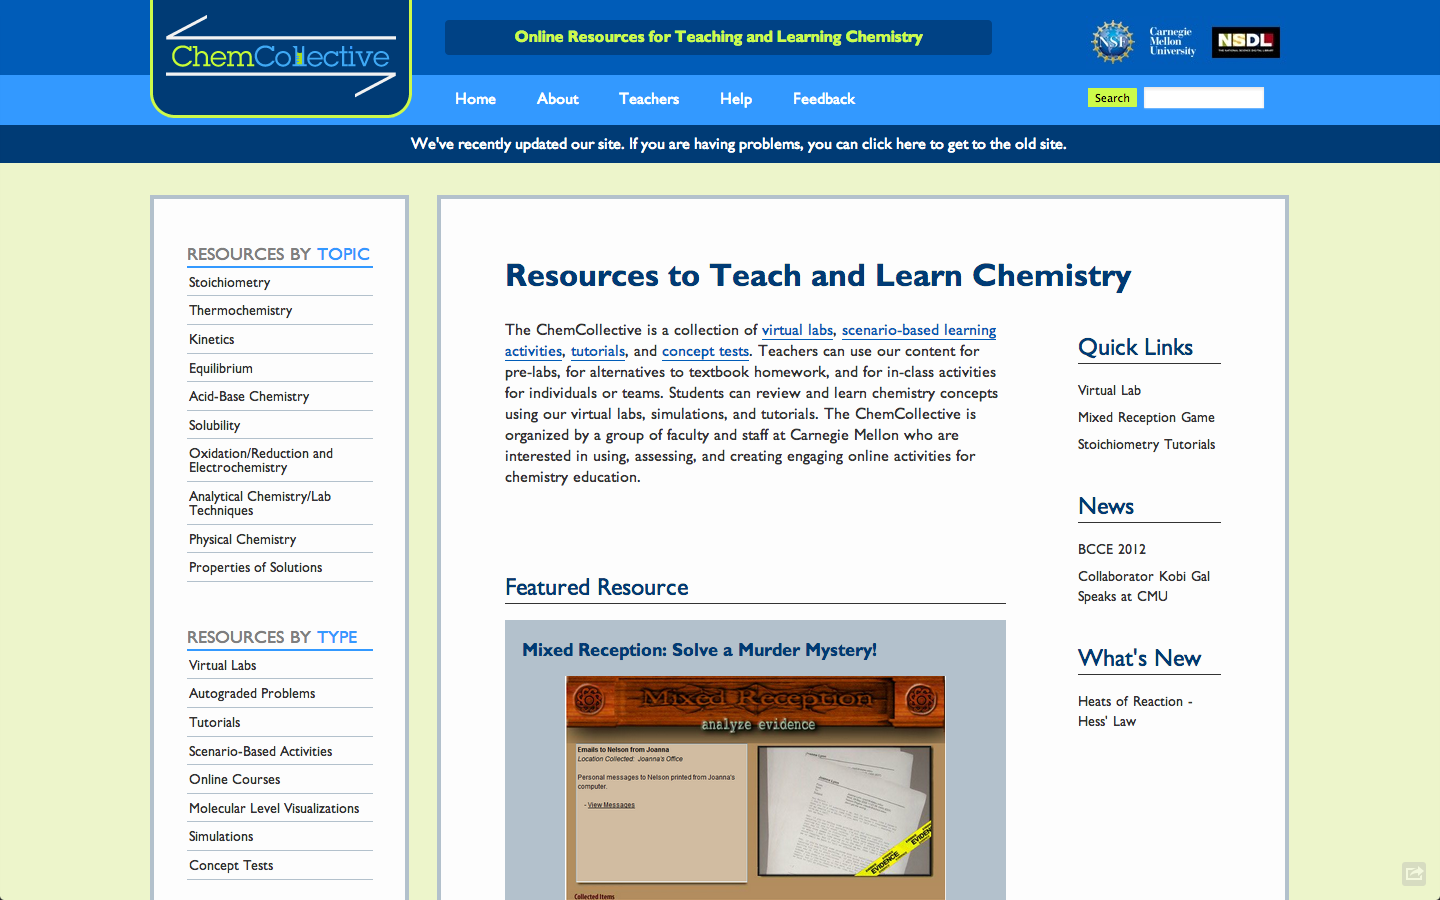 ChemCollective
Online Resources for Teaching and Learning Chemistry
NSF
Carnegie
Mellon
University
NSDL
Home About Teachers Help Feedback
Search
We've recently updated our site. If you are having problems, you can click here to get to the old site.
RESOURCES BY TOPIC
Stoichiometry
Thermochemistry
Kinetics
Equilibrium
Acid-Base Chemistry
Solubility
Oxidation/Reduction and
Electrochemistry
Analytical Chemistry/Lab
Techniques
Physical Chemistry
Properties of Solutions
RESOURCES BY TYPE
Virtual Labs
Autograded Problems
Tutorials
Scenario-Based Activities
Online Courses
Molecular Level Visualizations
Simulations
Concept Tests
Resources to Teach and Learn Chemistry
The ChemCollective is a collection of virtual labs, scenario-based learning
activities, tutorials, and concept tests. Teachers can use our content for
pre-labs, for alternatives to textbook homework, and for in-class activities
for individuals or teams. Students can review and learn chemistry concepts
using our virtual labs, simulations, and tutorials. The ChemCollective is
organized by a group of faculty and staff at Carnegie Mellon who are
interested in using, assessing, and creating engaging online activities for
chemistry education.
Featured Resource
Mixed Reception: Solve a Murder Mystery!
Mixed Reception
analyze evidence
Emails to Nelson from Joanna
Location Collected: Joanna's Office
Personal messages to Nelson printed from Joanna's
computer.
- View Messages
EVIDENCE
EVIDEN
Collected Items
Quick Links
Virtual Lab
Mixed Reception Game
Stoichiometry Tutorials
News
BCCE 2012
Collaborator Kobi Gal
Speaks at CMU
What's New
Heats of Reaction -
Hess' Law